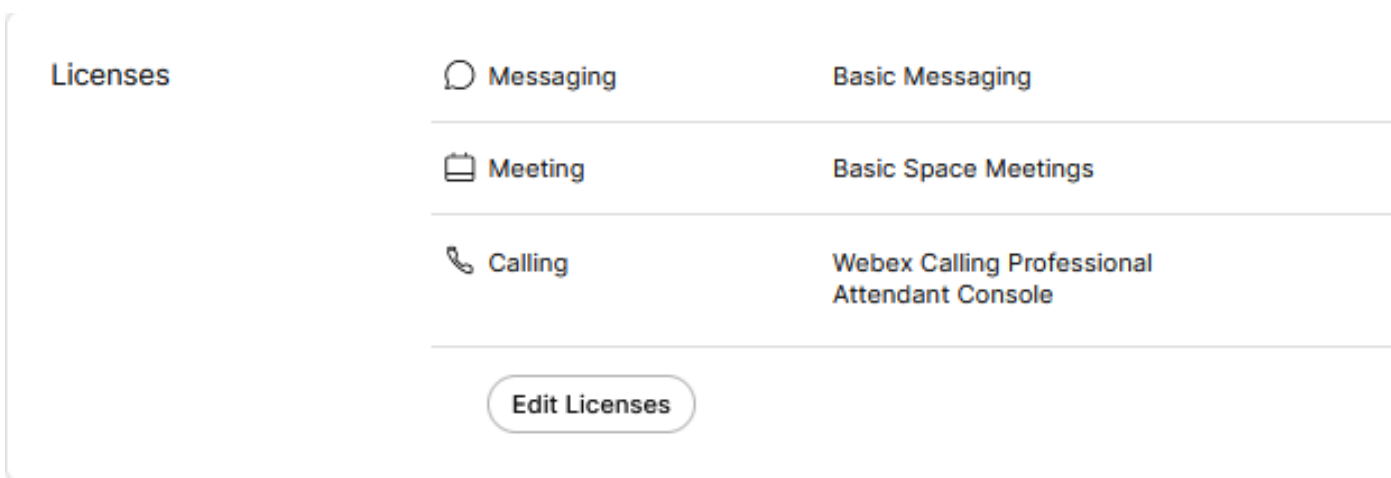 Licenses
Messaging
Basic Messaging
Meeting
Basic Space Meetings
Calling
Webex Calling Professional
Attendant Console
Edit Licenses